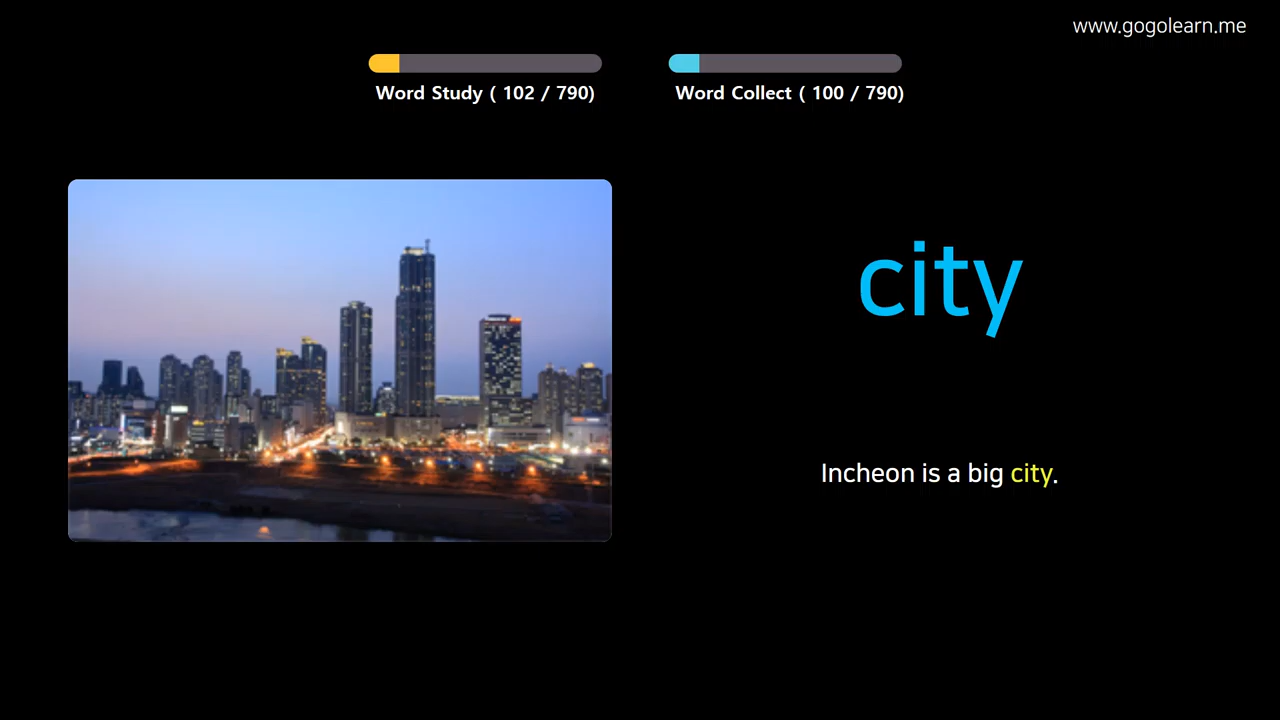 www.gogolearn.me
Word Study ( 102 / 790)
Word Collect ( 100 / 790)
city
Incheon is a big city.